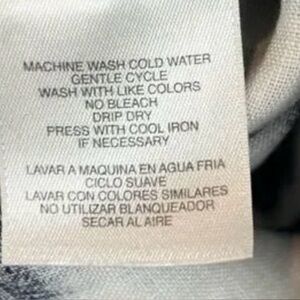 MACHINE WASH COLD WATER
GENTLE CYCLE
WASH WITH LIKE COLORS
NO BLEACH
DRIP DRY
PRESS WITH COOL IRON
IF NECESSARY
LAVAR A MAQUINA EN AGUA FRIA
CICLO SUAVE
LAVAR CON COLORES SIMILARES
NO UTILIZAR BLANQUEADOR
SECAR AL AIRE